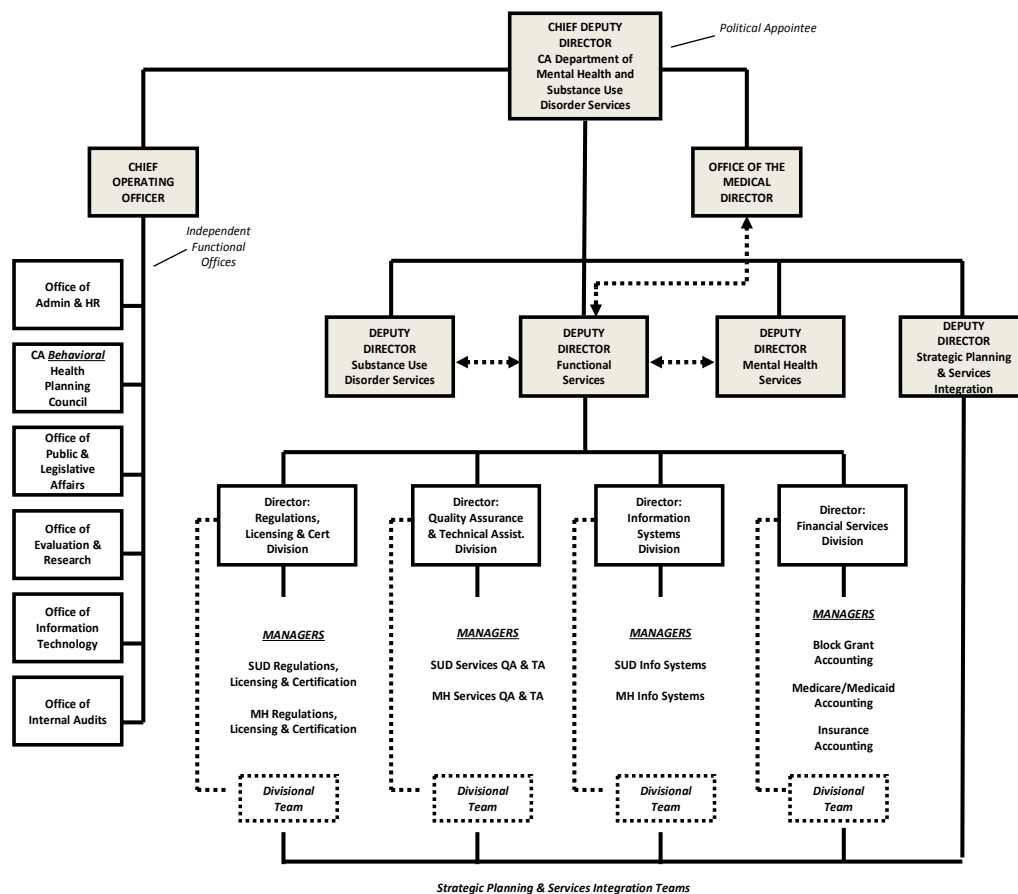 CHIEF DEPUTY
DIRECTOR
CA Department of
Mental Health and
Substance Use
Disorder Services
Political Appointee
CHIEF
OPERATING
OFFICER
OFFICE OF THE
MEDICAL
DIRECTOR
Independent
Functional
Offices
Office of
Admin & HR
CA Behavioral
Health
Planning
Council
Office of
Public &
Legislative
Affairs
Office of
Evaluation &
Research
Office of
Information
Technology
Office of
Internal Audits
DEPUTY
DIRECTOR
Substance Use
Disorder Services
DEPUTY
DIRECTOR
Functional
Services
DEPUTY
DIRECTOR
Mental Health
Services
DEPUTY
DIRECTOR
Strategic Planning
& Services
Integration
Director:
Regulations,
Licensing & Cert
Division
Director:
Quality Assurance
& Technical Assist.
Division
Director:
Information
Systems
Division
Director:
Financial Services
Division
MANAGERS
SUD Regulations,
Licensing & Certification
MH Regulations,
Licensing & Certification
MANAGERS
SUD Services QA & TA
MH Services QA & TA
MANAGERS
SUD Info Systems
MH Info Systems
MANAGERS
Block Grant
Accounting
Medicare/Medicaid
Accounting
Insurance
Accounting
Divisional
Team
Divisional
Team
Divisional
Team
Divisional
Team
Strategic Planning & Services Integration Teams